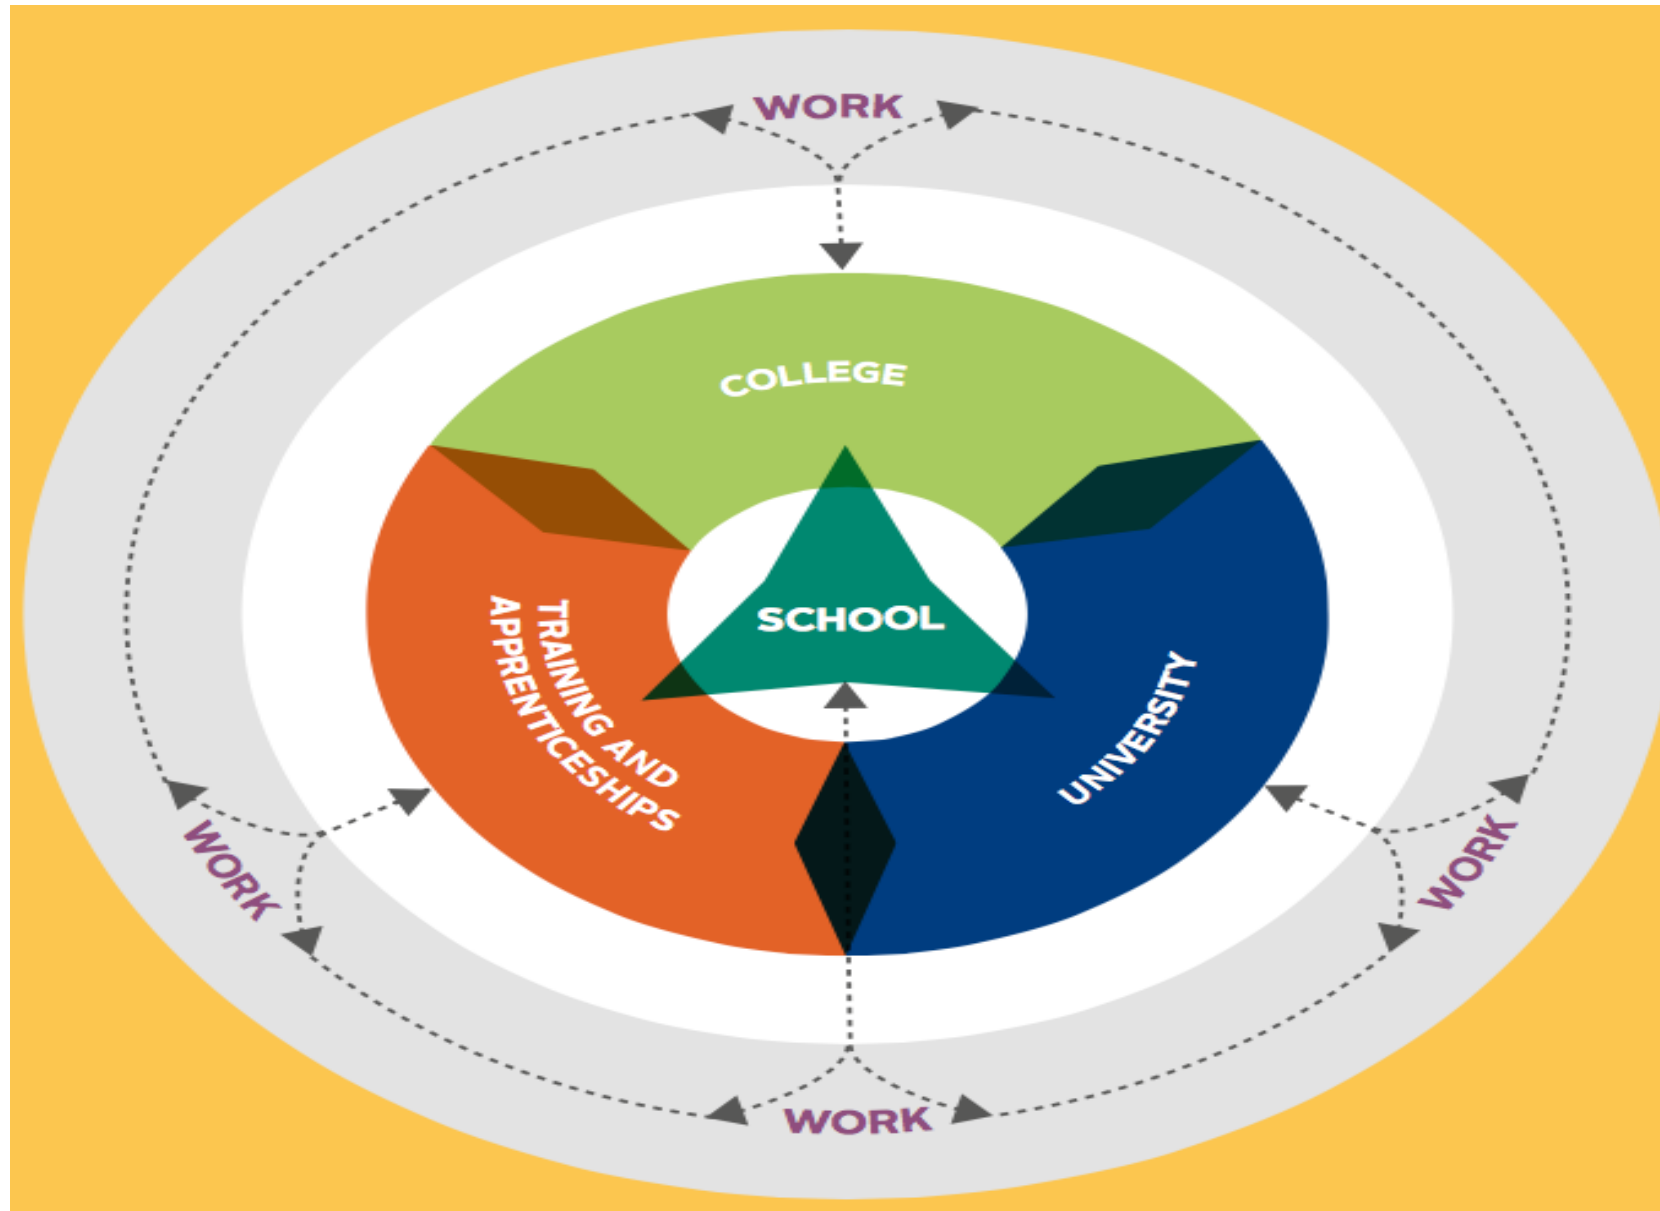 WORK
COLLEGE
SCHOOL
TRAINING AND
APPRENTICESHIPS
UNIVERSITY
WORK
WORK
WORK